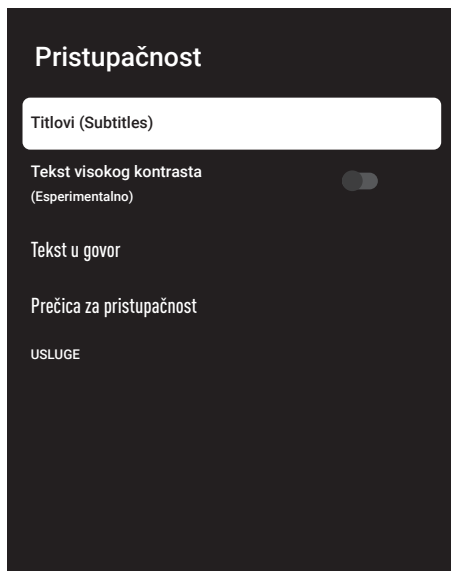 Pristupačnost
Titlovi (Subtitles)
Tekst visokog kontrasta
(Esperimentalno)
Tekst u govor
Prečica za pristupačnost
USLUGE